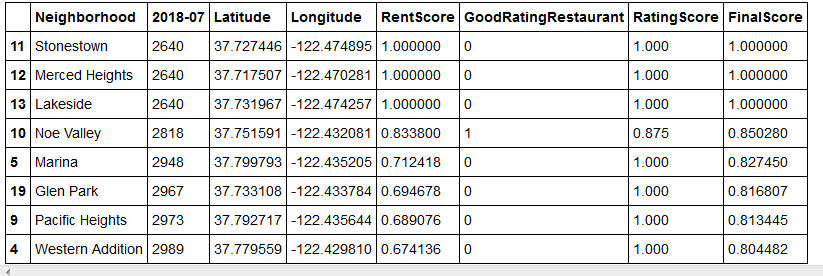 Neighborhood 2018-07 Latitude Longitude RentScore GoodRatingRestaurant RatingScore FinalScore
11 Stonestown 2640 37.727446 -122.474895 1.000000 0 1.000 1.000000
12 Merced Heights 2640 37.717507 -122.470281 1.000000 0 1.000 1.000000
13 Lakeside 2640 37.731967 -122.474257 1.000000 0 1.000 1.000000
10 Noe Valley 2818 37.751591 -122.432081 0.833800 1 0.875 0.850280
5 Marina 2948 37.799793 -122.435205 0.712418 0 1.000 0.827450
19 Glen Park 2967 37.733108 -122.433784 0.694678 0 1.000 0.816807
9 Pacific Heights 2973 37.792717 -122.435644 0.689076 0 1.000 0.813445
4 Western Addition 2989 37.779559 -122.429810 0.674136 0 1.000 0.804482